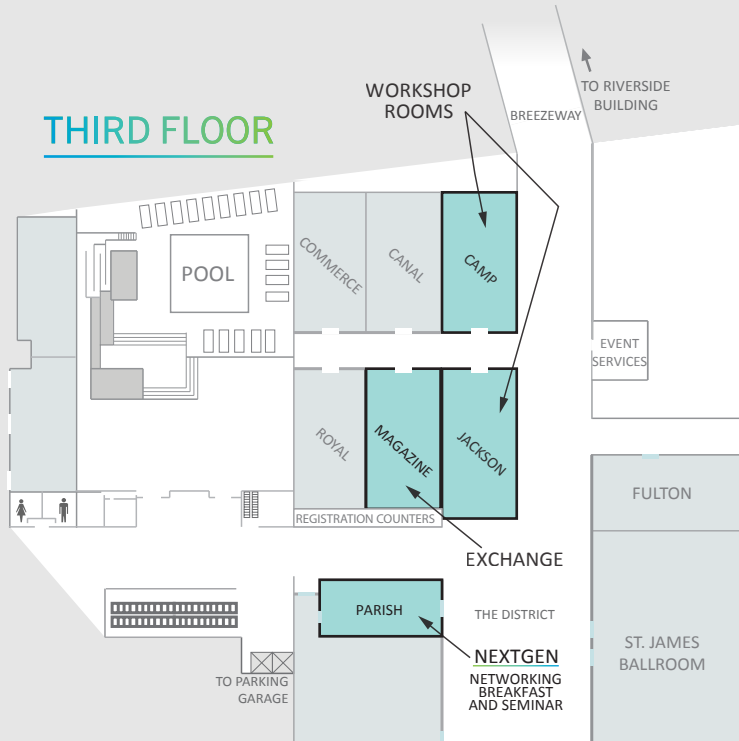 THIRD FLOOR
WORKSHOP
ROOMS
BREEZEWAY
TO RIVERSIDE
BUILDING
POOL
COMMERCE
CANAL
CAMP
EVENT
SERVICES
ROYAL
MAGAZINE
JACKSON
FULTON
REGISTRATION COUNTERS
EXCHANGE
PARISH
THE DISTRICT
ST. JAMES
BALLROOM
NEXTGEN
NETWORKING
BREAKFAST
AND SEMINAR
TO PARKING
GARAGE